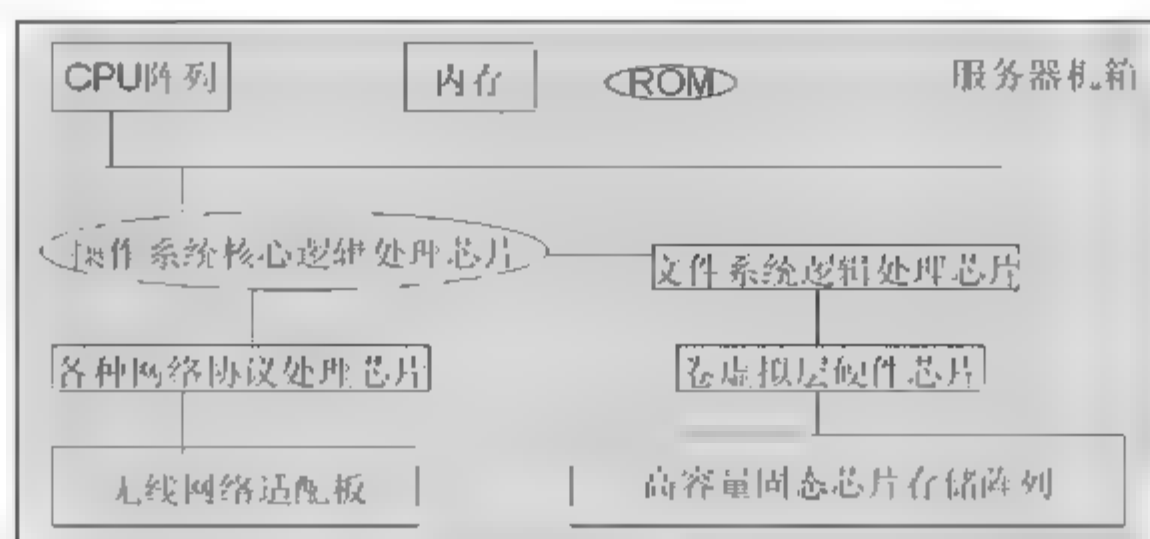 CPU阵列
内存
ROM
服务器机箱
操作系统核心逻辑处理芯片
文件系统逻辑处理芯片
各种网络协议处理芯片
卷虚拟层硬件芯片
无线网络适配板
高容量固态芯片存储阵列